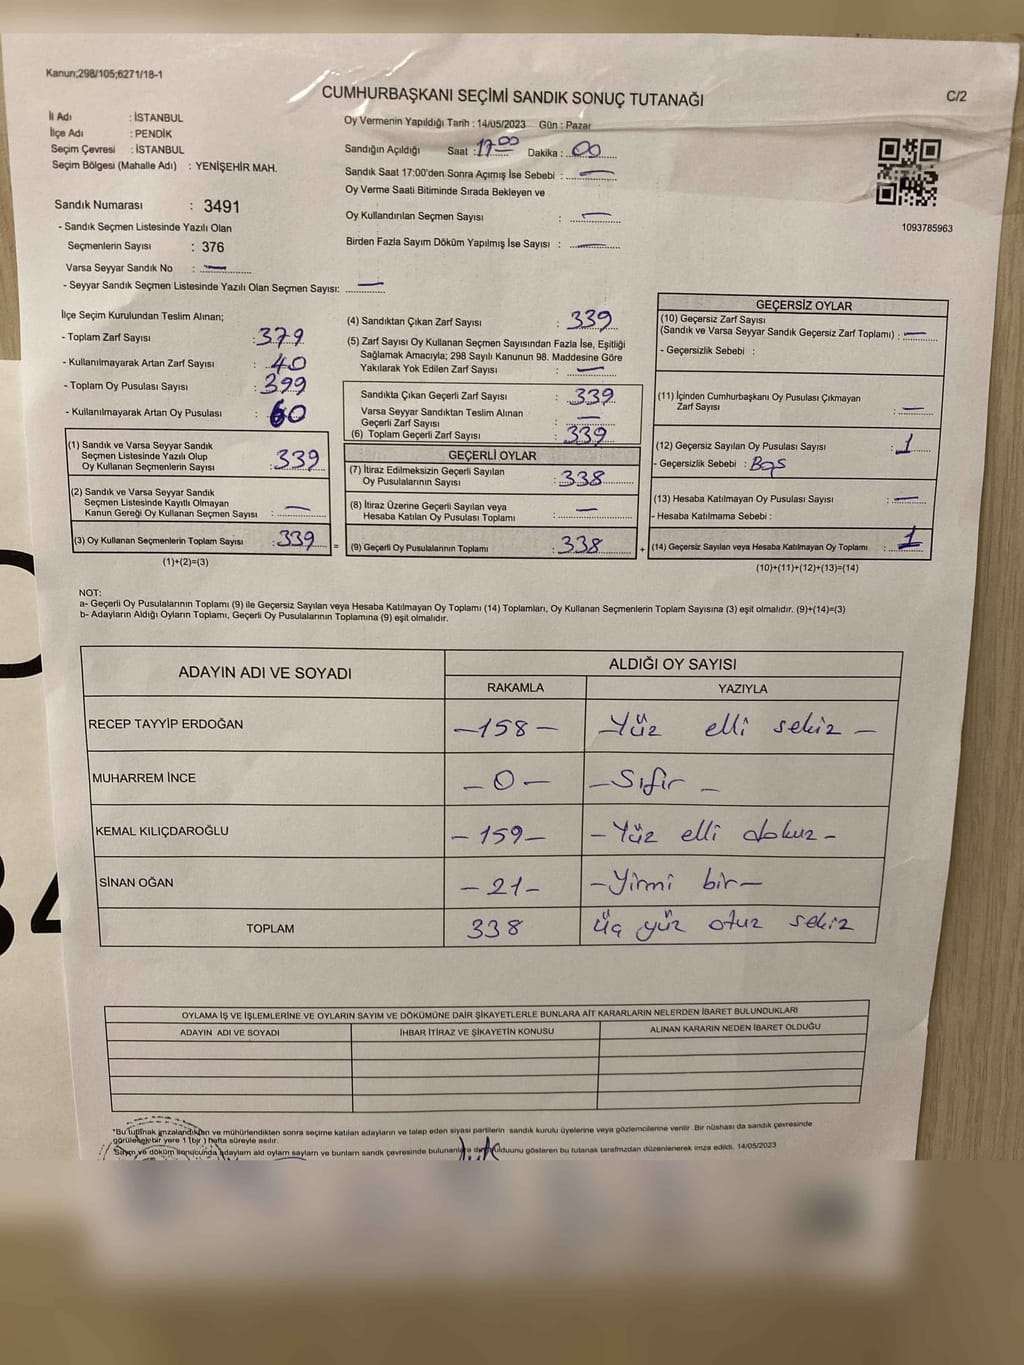 Kanun;298/105;6271/18-1
CUMHURBAŞKANI SEÇİMİ SANDIK SONUÇ TUTANAĞI
C/2
İl Adı : İSTANBUL
İlçe Adı : PENDİK
Seçim Çevresi : İSTANBUL
Seçim Bölgesi (Mahalle Adı) : YENİŞEHİR MAH.
Oy Vermenin Yapıldığı Tarih : 14/05/2023 Gün : Pazar
Sandığın Açıldığı Saat : 17:00 Dakika : 00
Sandık Saat 17:00'den Sonra Açımış İse Sebebi : —
Oy Verme Saati Bitiminde Sırada Bekleyen ve
Oy Kullandırılan Seçmen Sayısı : —
Birden Fazla Sayım Döküm Yapılmış İse Sayısı : —
1093785963
Sandık Numarası : 3491
- Sandık Seçmen Listesinde Yazılı Olan
Seçmenlerin Sayısı : 376
Varsa Seyyar Sandık No : —
- Seyyar Sandık Seçmen Listesinde Yazılı Olan Seçmen Sayısı: —
İlçe Seçim Kurulundan Teslim Alınan;
- Toplam Zarf Sayısı : 379
- Kullanılmayarak Artan Zarf Sayısı : 40
- Toplam Oy Pusulası Sayısı : 399
- Kullanılmayarak Artan Oy Pusulası : 60
(1) Sandık ve Varsa Seyyar Sandık
Seçmen Listesinde Yazılı Olup
Oy Kullanan Seçmenlerin Sayısı : 339
(2) Sandık ve Varsa Seyyar Sandık
Seçmen Listesinde Kayıtlı Olmayan
Kanun Gereği Oy Kullanan Seçmen Sayısı : —
(3) Oy Kullanan Seçmenlerin Toplam Sayısı : 339 =
(1)+(2)=(3)
(4) Sandıktan Çıkan Zarf Sayısı : 339
(5) Zarf Sayısı Oy Kullanan Seçmen Sayısından Fazla İse, Eşitliği
Sağlamak Amacıyla; 298 Sayılı Kanunun 98. Maddesine Göre
Yakılarak Yok Edilen Zarf Sayısı : —
Sandıkta Çıkan Geçerli Zarf Sayısı : 339
Varsa Seyyar Sandıktan Teslim Alınan
Geçerli Zarf Sayısı : —
(6) Toplam Geçerli Zarf Sayısı : 339
GEÇERLİ OYLAR
(7) İtiraz Edilmeksizin Geçerli Sayılan
Oy Pusulalarının Sayısı : 338
(8) İtiraz Üzerine Geçerli Sayılan veya
Hesaba Katılan Oy Pusulası Toplamı : —
(9) Geçerli Oy Pusulalarının Toplamı : 338 +
GEÇERSİZ OYLAR
(10) Geçersiz Zarf Sayısı
(Sandık ve Varsa Seyyar Sandık Geçersiz Zarf Toplamı) : —
- Geçersizlik Sebebi :
(11) İçinden Cumhurbaşkanı Oy Pusulası Çıkmayan
Zarf Sayısı : —
(12) Geçersiz Sayılan Oy Pusulası Sayısı : 1
- Geçersizlik Sebebi : Boş
(13) Hesaba Katılmayan Oy Pusulası Sayısı : —
- Hesaba Katılmama Sebebi :
(14) Geçersiz Sayılan veya Hesaba Katılmayan Oy Toplamı : 1
(10)+(11)+(12)+(13)=(14)
NOT:
a- Geçerli Oy Pusulalarının Toplamı (9) ile Geçersiz Sayılan veya Hesaba Katılmayan Oy Toplamı (14) Toplamları, Oy Kullanan Seçmenlerin Toplam Sayısına (3) eşit olmalıdır. (9)+(14)=(3)
b- Adayların Aldığı Oyların Toplamı, Geçerli Oy Pusulalarının Toplamına (9) eşit olmalıdır.
ADAYIN ADI VE SOYADI
ALDIĞI OY SAYISI
RAKAMLA YAZIYLA
RECEP TAYYİP ERDOĞAN —158— —Yüz elli sekiz—
MUHARREM İNCE —0— —Sıfır—
KEMAL KILIÇDAROĞLU —159— —Yüz elli dokuz—
SİNAN OĞAN —21— —Yirmi bir—
TOPLAM 338 üç yüz otuz sekiz
OYLAMA İŞ VE İŞLEMLERİNE VE OYLARIN SAYIM VE DÖKÜMÜNE DAİR ŞİKAYETLERLE BUNLARA AİT KARARLARIN NELERDEN İBARET BULUNDUKLARI
ADAYIN ADI VE SOYADI İHBAR İTİRAZ VE ŞİKAYETİN KONUSU ALINAN KARARIN NEDEN İBARET OLDUĞU
*Bu tutanak imzalandıktan ve mühürlendikten sonra seçime katılan adayların ve talep eden siyasi partilerin sandık kurulu üyelerine veya gözlemcilerine verilir .Bir nüshası da sandık çevresinde
görülebilebir yere 1 (bir ) hafta süreyle asılır.
Sayım ve döküm sonucunda adayların ald oyların sayların ve bunların sandk çevresinde gösteren bu tutanak tarafmzdan düzenlenerek imza edildi. 14/05/2023